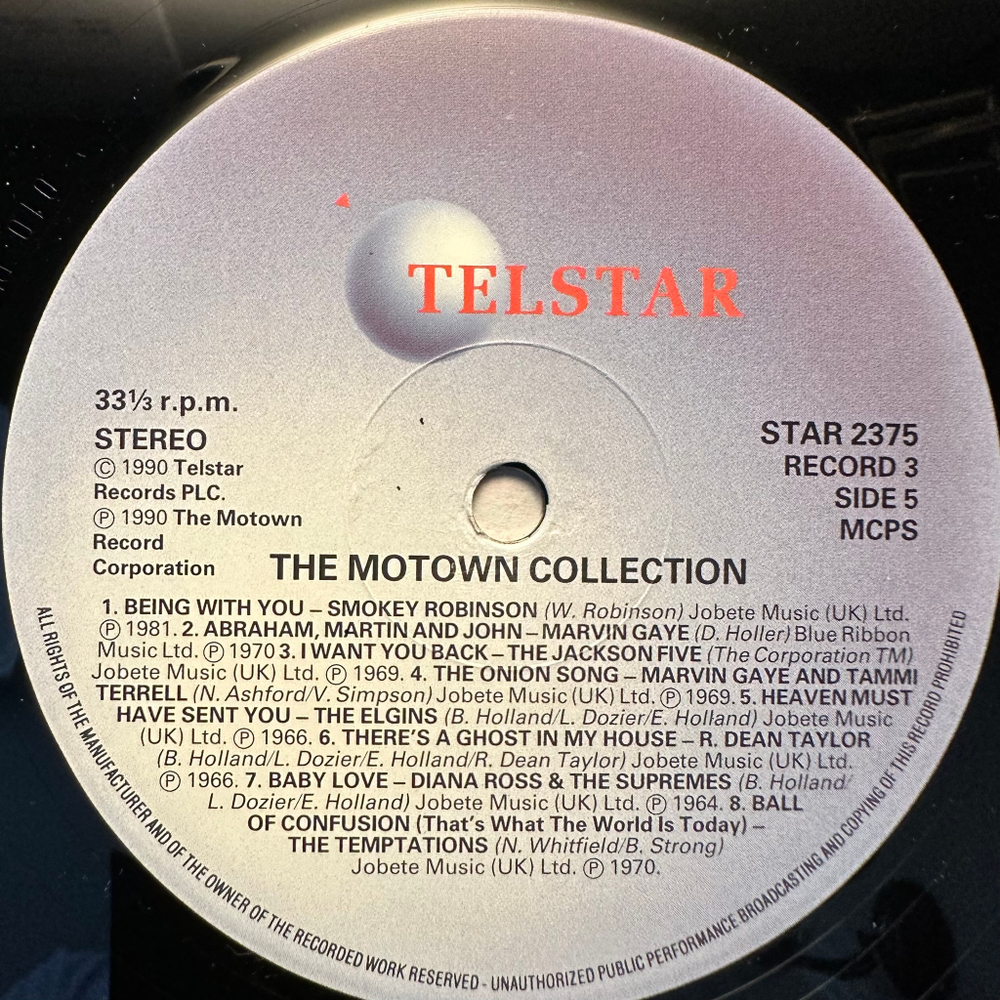 TELSTAR
33⅓ r.p.m.
STEREO
© 1990 Telstar
Records PLC.
℗ 1990 The Motown
Record
Corporation
STAR 2375
RECORD 3
SIDE 5
MCPS
THE MOTOWN COLLECTION
1. BEING WITH YOU – SMOKEY ROBINSON (W. Robinson) Jobete Music (UK) Ltd.
℗ 1981. 2. ABRAHAM, MARTIN AND JOHN – MARVIN GAYE (D. Holler) Blue Ribbon
Music Ltd. ℗ 1970 3. I WANT YOU BACK – THE JACKSON FIVE (The Corporation TM)
Jobete Music (UK) Ltd. ℗ 1969. 4. THE ONION SONG – MARVIN GAYE AND TAMMI
TERRELL (N. Ashford/V. Simpson) Jobete Music (UK) Ltd. ℗ 1969. 5. HEAVEN MUST
HAVE SENT YOU – THE ELGINS (B. Holland/L. Dozier/E. Holland) Jobete Music
(UK) Ltd. ℗ 1966. 6. THERE'S A GHOST IN MY HOUSE – R. DEAN TAYLOR
(B. Holland/L. Dozier/E. Holland/R. Dean Taylor) Jobete Music (UK) Ltd.
℗ 1966. 7. BABY LOVE – DIANA ROSS & THE SUPREMES (B. Holland/
L. Dozier/E. Holland) Jobete Music (UK) Ltd. ℗ 1964. 8. BALL
OF CONFUSION (That's What The World Is Today) –
THE TEMPTATIONS (N. Whitfield/B. Strong)
Jobete Music (UK) Ltd. ℗ 1970.
ALL RIGHTS OF THE MANUFACTURER AND OF THE OWNER OF THE RECORDED WORK RESERVED - UNAUTHORIZED PUBLIC PERFORMANCE BROADCASTING AND COPYING OF THIS RECORD PROHIBITED